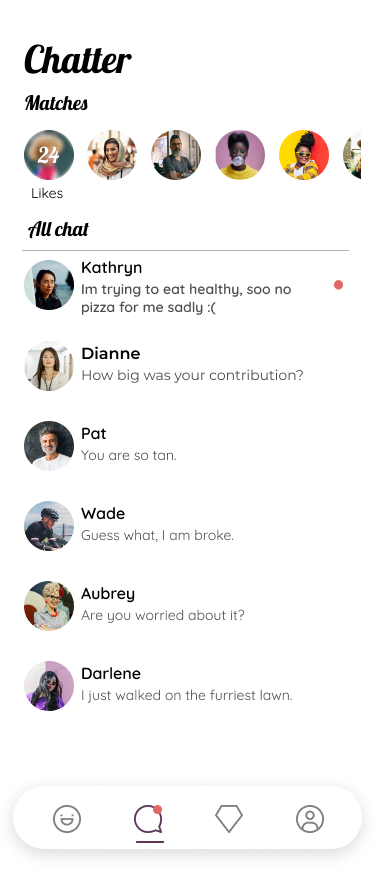 Chatter
Matches
24
Likes
All chat
Kathryn
Im trying to eat healthy, soo no
pizza for me sadly :(
Dianne
How big was your contribution?
Pat
You are so tan.
Wade
Guess what, I am broke.
Aubrey
Are you worried about it?
Darlene
I just walked on the furriest lawn.